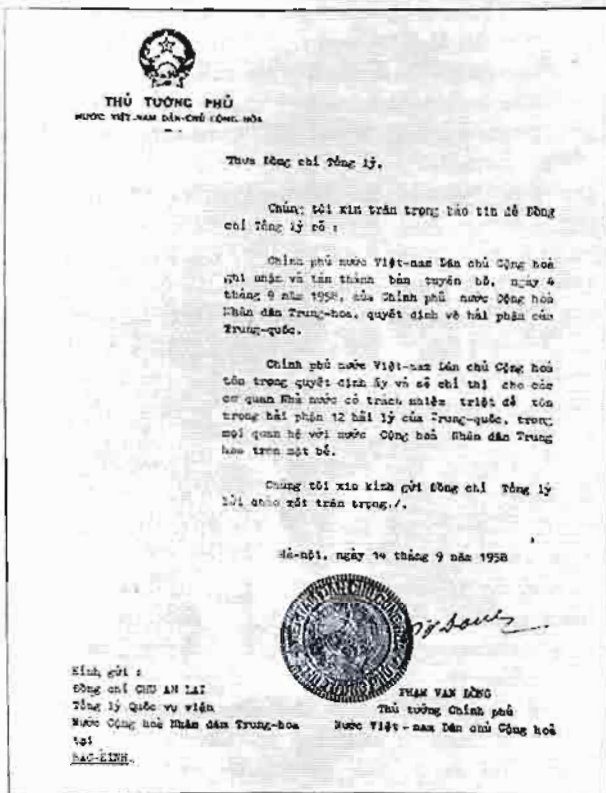 THỦ TƯỚNG PHỦ
NƯỚC VIỆT-NAM DÂN-CHỦ CỘNG-HÒA
Thưa Đồng chí Tổng lý,
Chúng tôi xin trân trọng báo tin để Đồng
chí Tổng lý rõ :
Chính phủ nước Việt-nam Dân chủ Cộng hoà
ghi nhận và tán thành bản tuyên bố, ngày 4
tháng 9 năm 1958, của Chính phủ nước Cộng hoà
Nhân dân Trung-hoa, quyết định về hải phận của
Trung-quốc.
Chính phủ nước Việt-nam Dân chủ Cộng hoà
tôn trọng quyết định ấy và sẽ chỉ thị cho các
cơ quan Nhà nước có trách nhiệm triệt để tôn
trọng hải phận 12 hải lý của Trung-quốc, trong
mọi quan hệ với nước Cộng hoà Nhân dân Trung
hoa trên mặt bể.
Chúng tôi xin kính gửi Đồng chí Tổng lý
lời chào rất trân trọng./.
Hà-nội, ngày 14 tháng 9 năm 1958
Kính gửi :
Đồng chí CHU AN LAI
Tổng lý Quốc vụ viện
Nước Cộng hoà Nhân dân Trung-hoa
tại
BẮC-KINH.
PHẠM VĂN ĐỒNG
Thủ tướng Chính phủ
Nước Việt-nam Dân chủ Cộng hoà